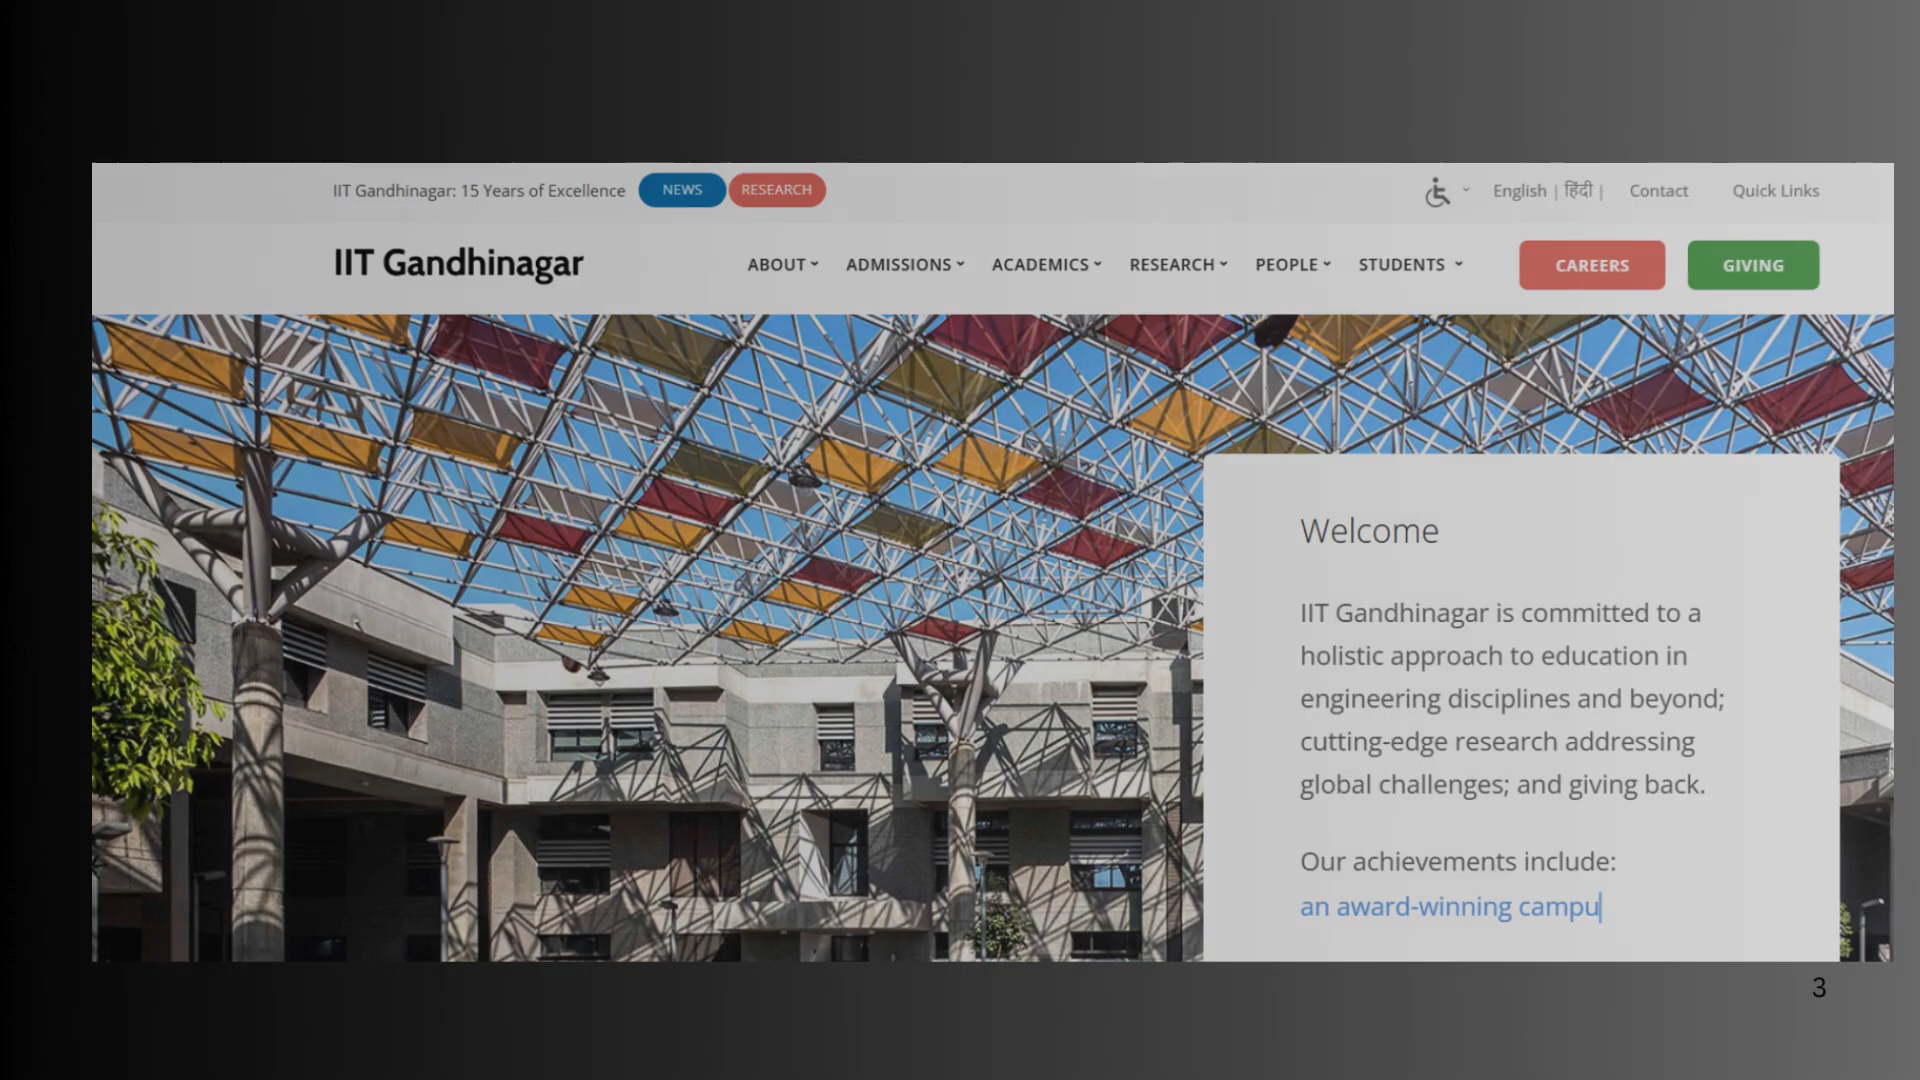 IIT Gandhinagar: 15 Years of Excellence NEWS RESEARCH English | हिंदी | Contact Quick Links
IIT Gandhinagar ABOUT ADMISSIONS ACADEMICS RESEARCH PEOPLE STUDENTS CAREERS GIVING
Welcome
IIT Gandhinagar is committed to a
holistic approach to education in
engineering disciplines and beyond;
cutting-edge research addressing
global challenges; and giving back.
Our achievements include:
an award-winning campu
3